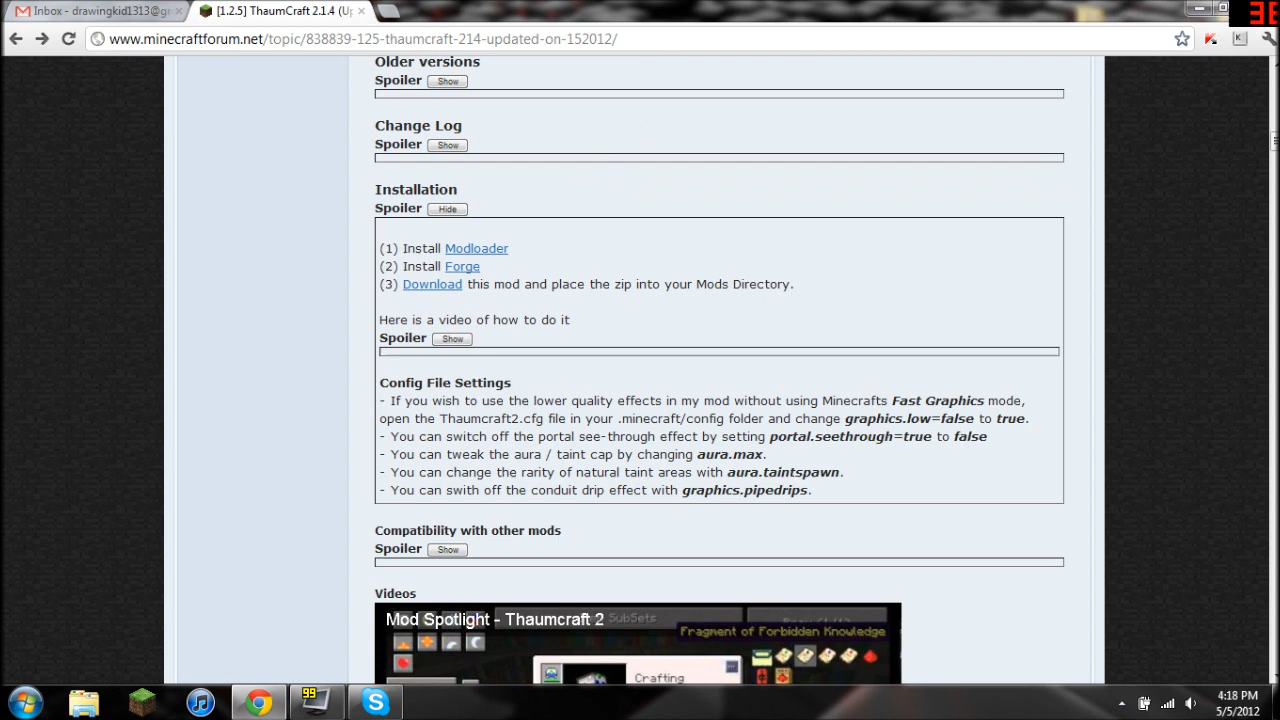 Inbox - drawingkid1313@g
[1.2.5] ThaumCraft 2.1.4 (U
www.minecraftforum.net/topic/838839-125-thaumcraft-214-updated-on-152012/
Older versions
Spoiler Show
Change Log
Spoiler Show
Installation
Spoiler Hide
(1) Install Modloader
(2) Install Forge
(3) Download this mod and place the zip into your Mods Directory.
Here is a video of how to do it
Spoiler Show
Config File Settings
- If you wish to use the lower quality effects in my mod without using Minecrafts Fast Graphics mode,
open the Thaumcraft2.cfg file in your .minecraft/config folder and change graphics.low=false to true.
- You can switch off the portal see-through effect by setting portal.seethrough=true to false
- You can tweak the aura / taint cap by changing aura.max.
- You can change the rarity of natural taint areas with aura.taintspawn.
- You can swith off the conduit drip effect with graphics.pipedrips.
Compatibility with other mods
Spoiler Show
Videos
Mod Spotlight - Thaumcraft 2
SubSets
Fragment of Forbidden Knowledge
Crafting
99
4:18 PM
5/5/2012